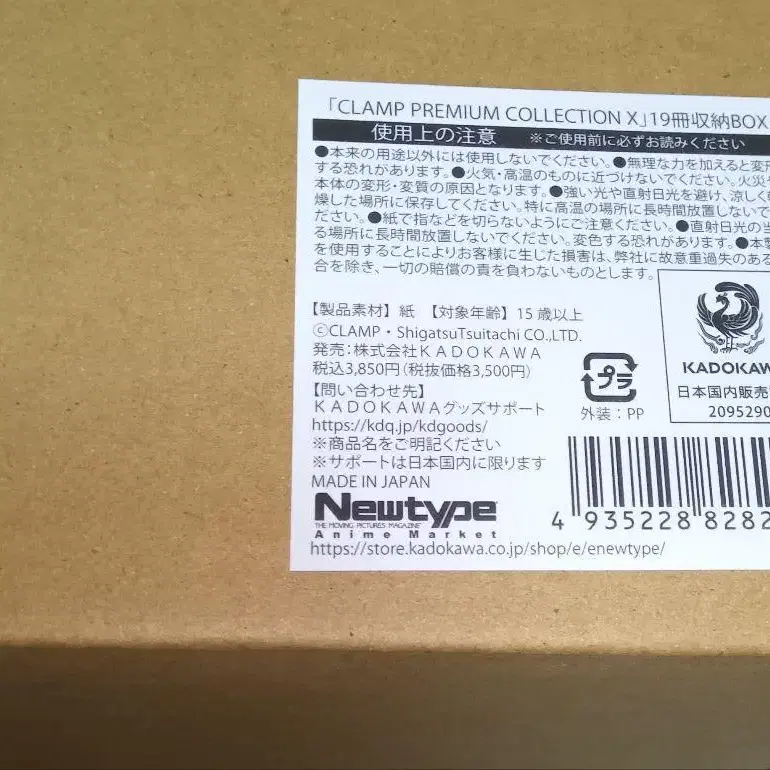 「CLAMP PREMIUM COLLECTION X」19冊収納BOX
使用上の注意 ※ご使用前に必ずお読みください
●本来の用途以外には使用しないでください。●無理な力を加えると変形
する恐れがあります。●火気・高温のものに近づけないでください。火災や
本体の変形・変質の原因となります。●強い光や直射日光を避け、涼しく乾
燥した場所に保存してください。特に高温の場所に長時間放置しないで
ださい。●紙で指などを切らないようにご注意ください。●直射日光の当
る場所に長時間放置しないでください。変色する恐れがあります。●本製
を使用することによりお客様に生じた損害は、弊社に故意重過失のある
合を除き、一切の賠償の責を負わないものとします。
【製品素材】紙 【対象年齢】15歳以上
©CLAMP・ShigatsuTsuitachi CO.,LTD.
発売:株式会社KADOKAWA
税込3,850円(税抜価格3,500円)
【問い合わせ先】
KADOKAWAグッズサポート
https://kdq.jp/kdgoods/
※商品名をご明記ください
※サポートは日本国内に限ります
MADE IN JAPAN
Newtype
THE MOVING PICTURES MAGAZINE
Anime Market
https://store.kadokawa.co.jp/shop/e/enewtype/
プラ
外装:PP
KADOKAWA
日本国内販売
2095290
4 935228 8282